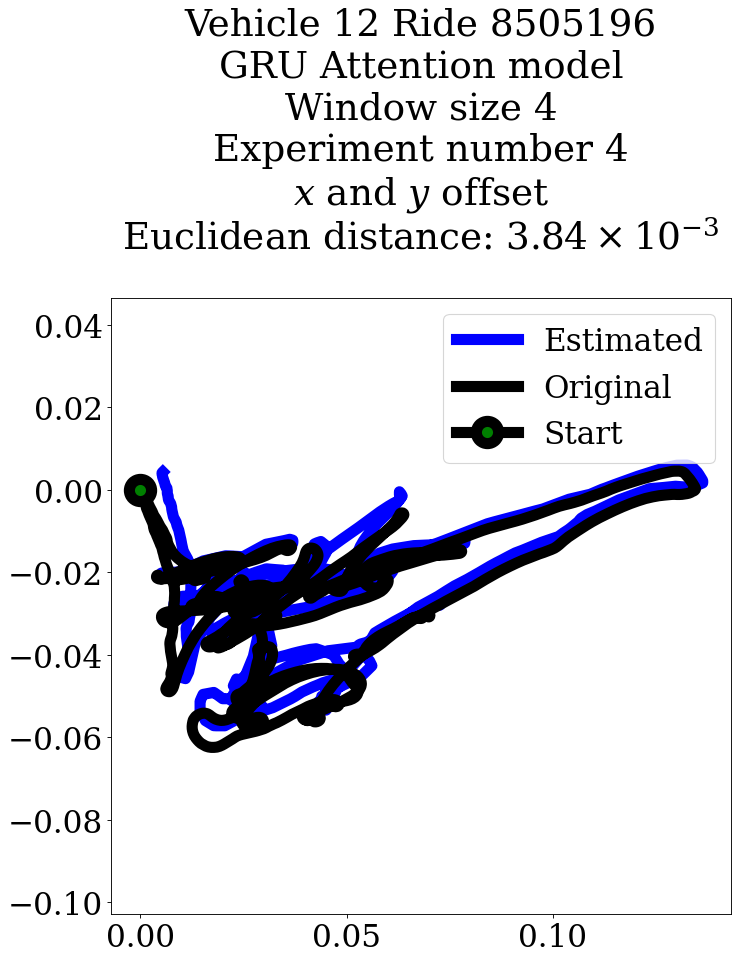 Vehicle 12 Ride 8505196
GRU Attention model
Window size 4
Experiment number 4
x and y offset
Euclidean distance: 3.84 × 10⁻³
Estimated
Original
Start
0.04
0.02
0.00
−0.02
−0.04
−0.06
−0.08
−0.10
0.00 0.05 0.10